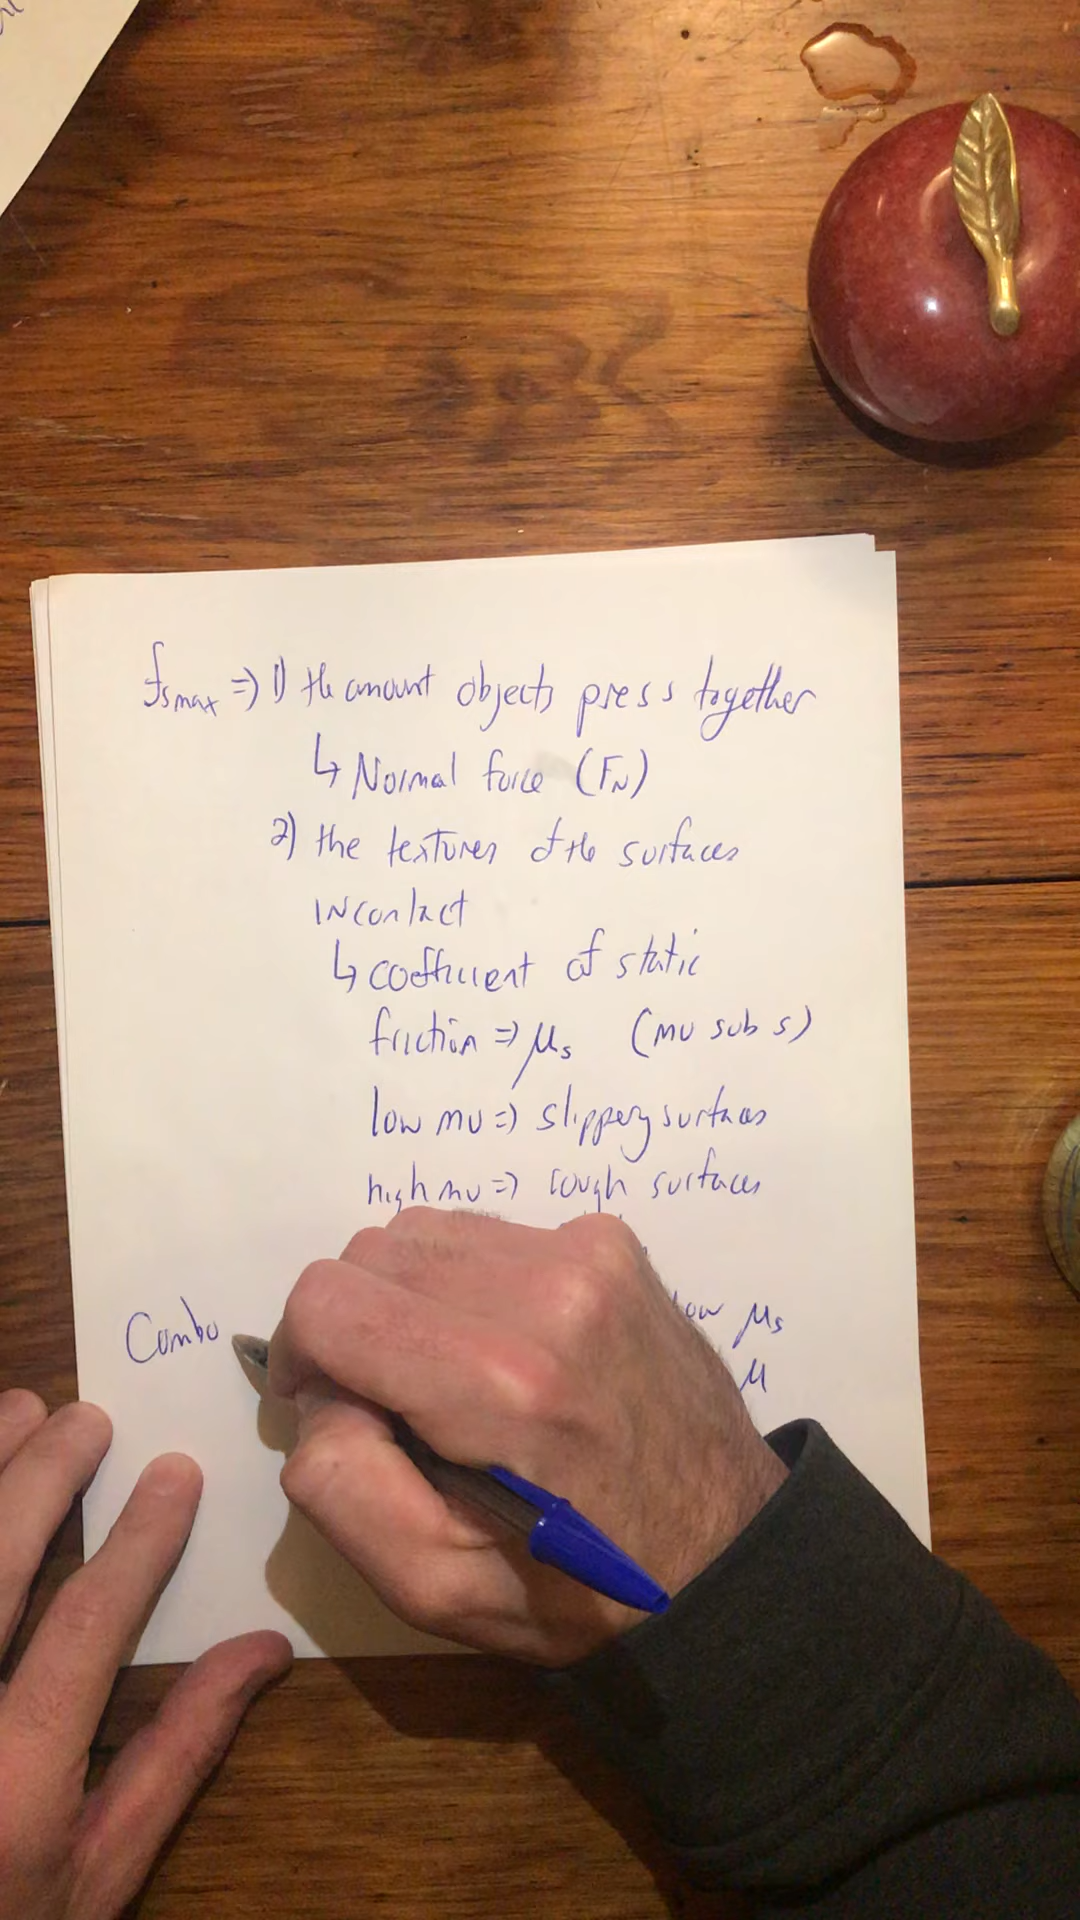 fsmax => 1) the amount objects press together
↳ Normal force (FN)
2) the textures of the surfaces
in contact
↳ coefficient of static
friction => μs (mu sub s)
low mu => slippery surfaces
high mu => rough surfaces
low μs
Combo
μ